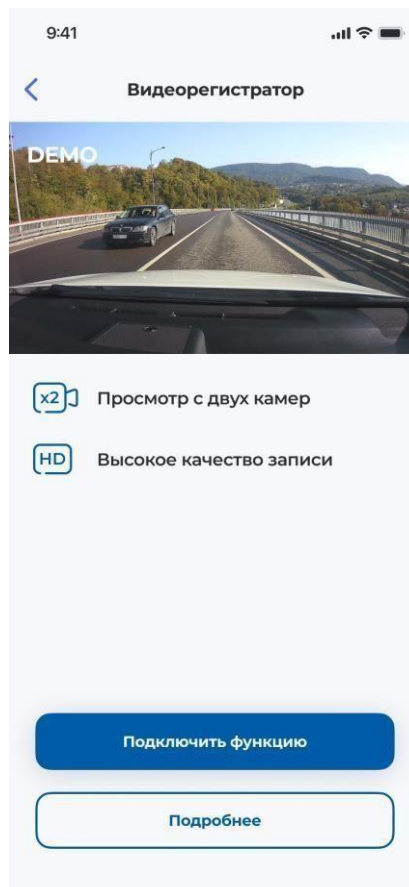 9:41
Видеорегистратор
DEMO
x2 Просмотр с двух камер
HD Высокое качество записи
Подключить функцию
Подробнее